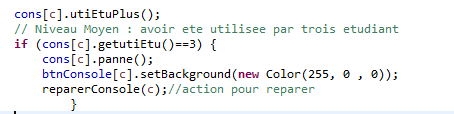 cons[c].utiEtuPlus();
// Niveau Moyen : avoir ete utilisee par trois etudiant
if (cons[c].getutiEtu()==3) {
cons[c].panne();
btnConsole[c].setBackground(new Color(255, 0 , 0));
reparerConsole(c);//action pour reparer
}